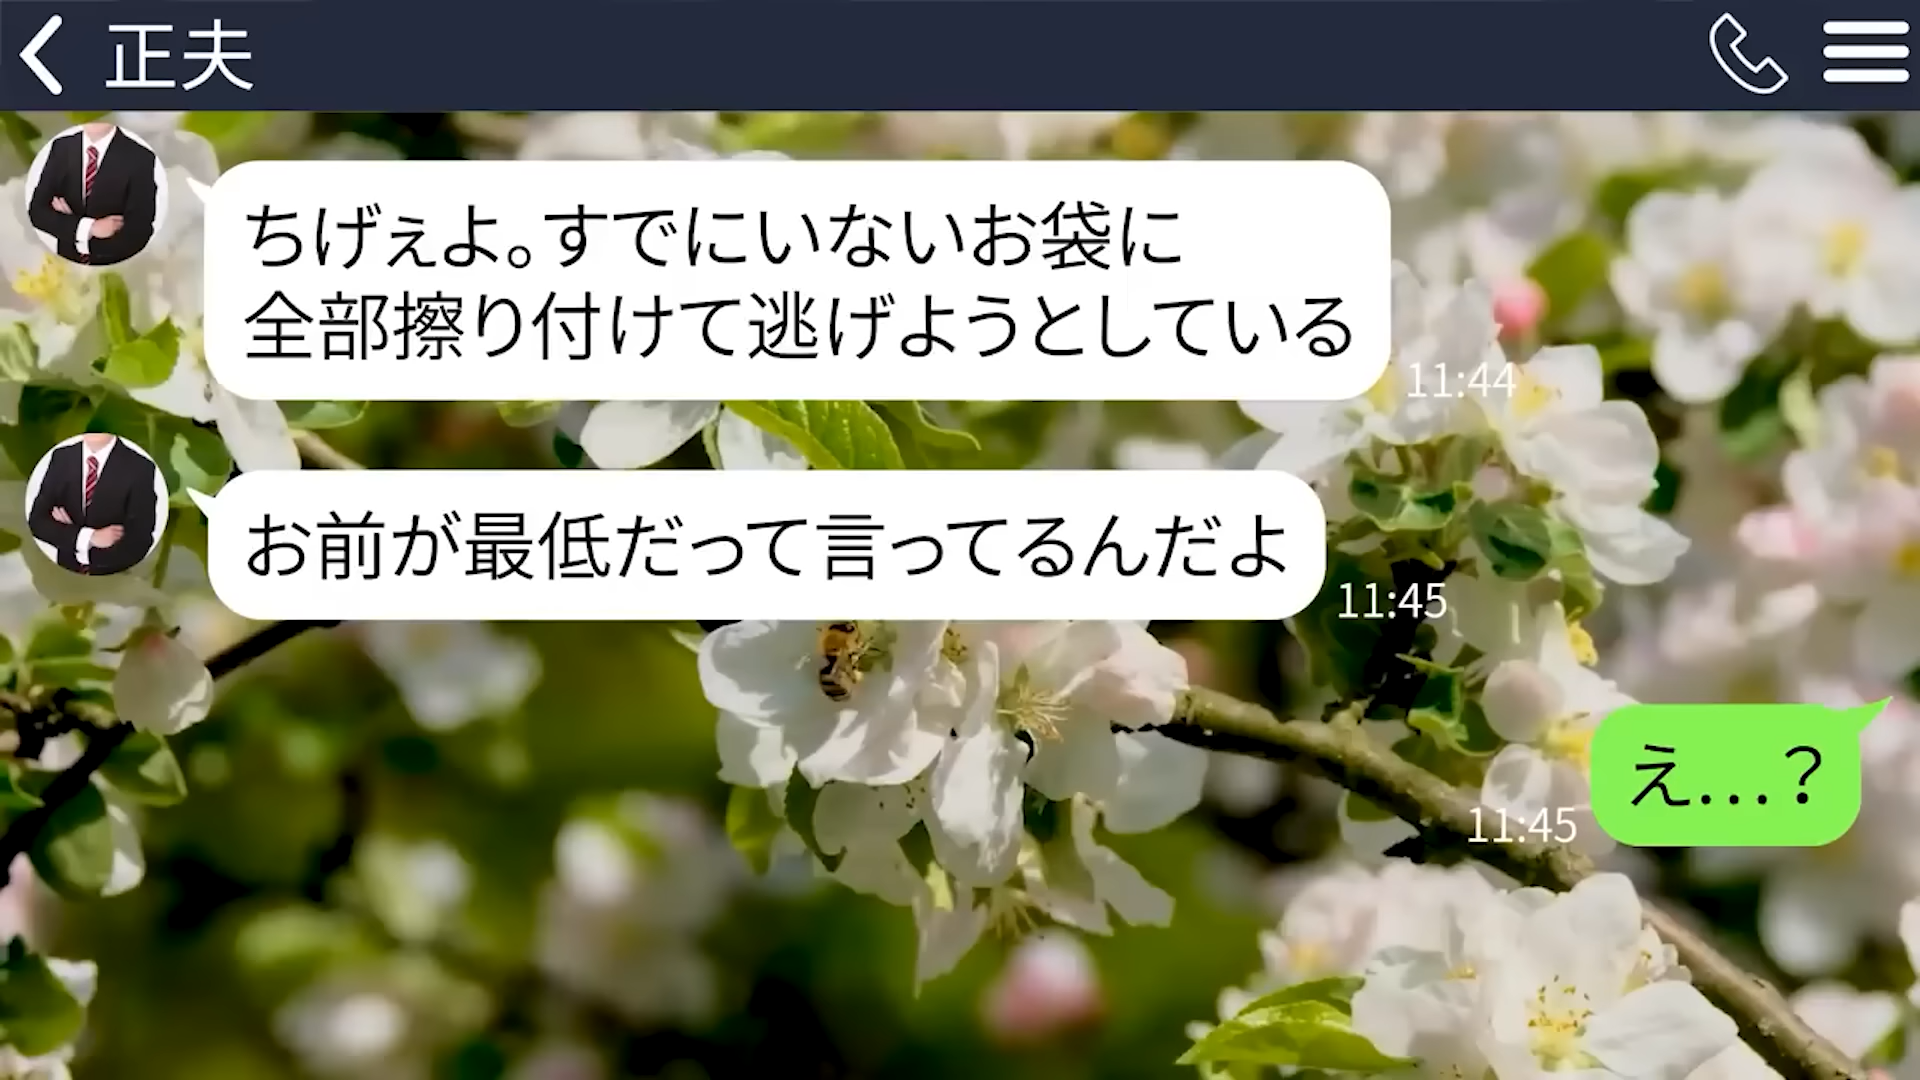 正夫
ちげぇよ。すでにいないお袋に
全部擦り付けて逃げようとしている
11:44
お前が最低だって言ってるんだよ
11:45
え…？
11:45